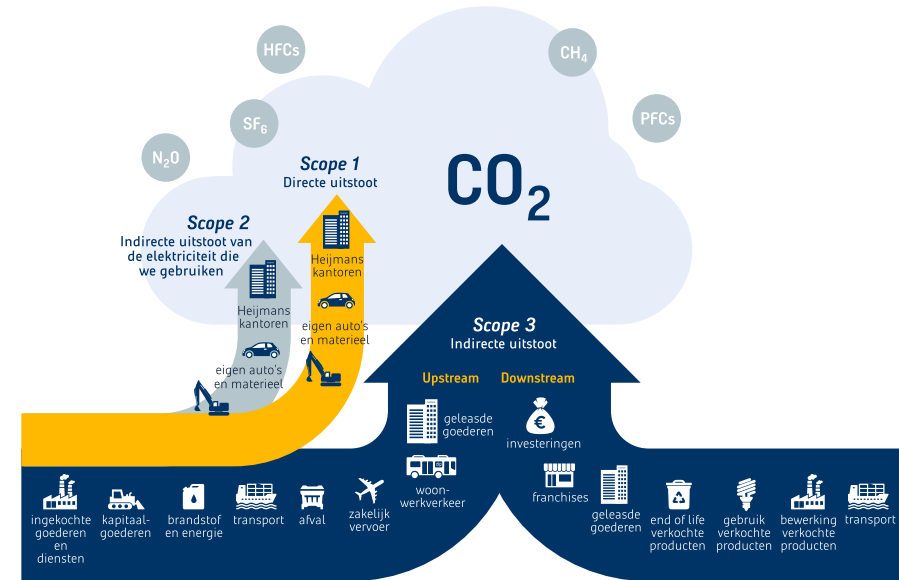 HFCs
CH₄
SF₆
PFCs
N₂O
CO₂
Scope 1
Directe uitstoot
Heijmans
kantoren
eigen auto's
en materieel
Scope 2
Indirecte uitstoot van
de elektriciteit die
we gebruiken
Heijmans
kantoren
eigen auto's
en materieel
Scope 3
Indirecte uitstoot
Upstream
Downstream
geleasde
goederen
investeringen
woon-
werkverkeer
franchises
ingekochte
goederen
en
diensten
kapitaal-
goederen
brandstof
en energie
transport
afval
zakelijk
vervoer
geleasde
goederen
end of life
verkochte
producten
gebruik
verkochte
producten
bewerking
verkochte
producten
transport
€